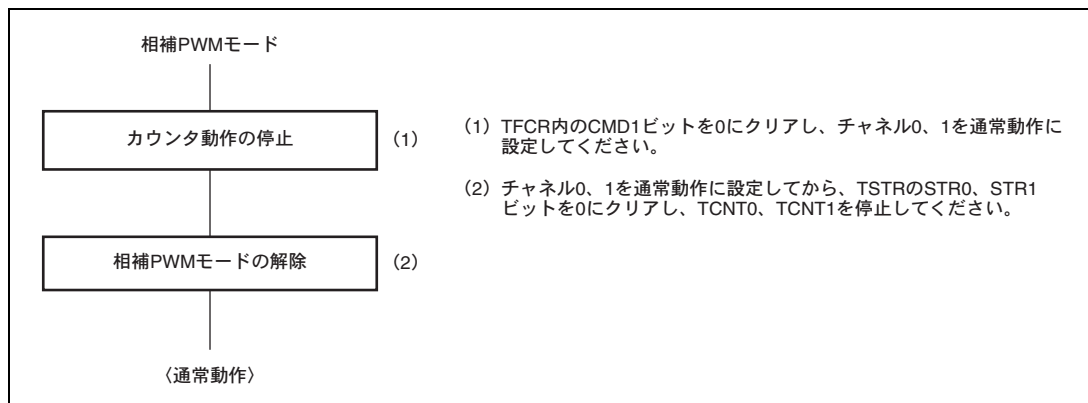 相補PWMモード
カウンタ動作の停止
(1)
(1) TFCR内のCMD1ビットを0にクリアし、チャネル0、1を通常動作に
設定してください。
(2) チャネル0、1を通常動作に設定してから、TSTRのSTR0、STR1
ビットを0にクリアし、TCNT0、TCNT1を停止してください。
相補PWMモードの解除
(2)
〈通常動作〉